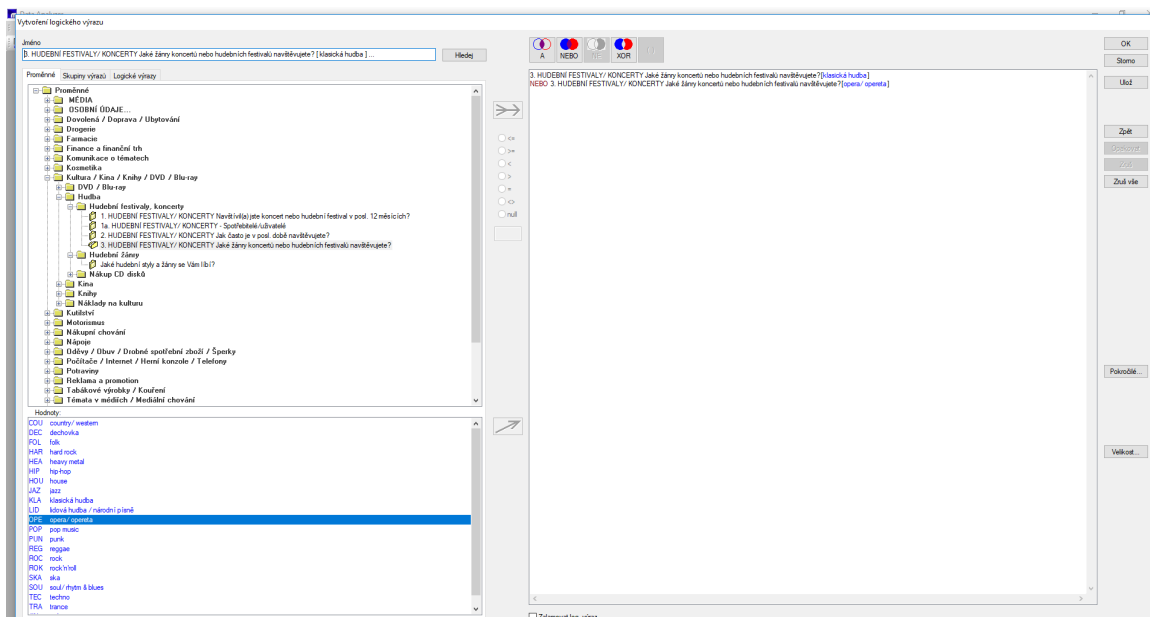 Data Analyzer
Vytvoření logického výrazu
Jméno
3. HUDEBNÍ FESTIVALY/ KONCERTY Jaké žánry koncertů nebo hudebních festivalů navštěvujete? [ klasická hudba ] ...
Hledej
A
NEBO
NE
XOR
( )
OK
Storno
Ulož
Zpět
Opakovat
Zruš
Zruš vše
Pokročilé...
Velikost...
Proměnné
Skupiny výrazů
Logické výrazy
Proměnné
MÉDIA
OSOBNÍ ÚDAJE...
Dovolená / Doprava / Ubytování
Drogerie
Farmacie
Finance a finanční trh
Komunikace o tématech
Kosmetika
Kultura / Kina / Knihy / DVD / Blu-ray
DVD / Blu-ray
Hudba
Hudební festivaly, koncerty
1. HUDEBNÍ FESTIVALY/ KONCERTY Navštívil(a) jste koncert nebo hudební festival v posl. 12 měsících?
1a. HUDEBNÍ FESTIVALY/ KONCERTY - Spotřebitelé/uživatelé
2. HUDEBNÍ FESTIVALY/ KONCERTY Jak často je v posl. době navštěvujete?
3. HUDEBNÍ FESTIVALY/ KONCERTY Jaké žánry koncertů nebo hudebních festivalů navštěvujete?
Hudební žánry
Jaké hudební styly a žánry se Vám líbí?
Nákup CD disků
Kina
Knihy
Náklady na kulturu
Kutilství
Motorismus
Nákupní chování
Nápoje
Oděvy / Obuv / Drobné spotřební zboží / Šperky
Počítače / Internet / Herní konzole / Telefony
Potraviny
Reklama a promotion
Tabákové výrobky / Kouření
Témata v médiích / Mediální chování
<=
>=
<
>
=
<>
null
3. HUDEBNÍ FESTIVALY/ KONCERTY Jaké žánry koncertů nebo hudebních festivalů navštěvujete?[klasická hudba]
NEBO 3. HUDEBNÍ FESTIVALY/ KONCERTY Jaké žánry koncertů nebo hudebních festivalů navštěvujete?[opera/ opereta]
Hodnoty:
COU country/ western
DEC dechovka
FOL folk
HAR hard rock
HEA heavy metal
HIP hip-hop
HOU house
JAZ jazz
KLA klasická hudba
LID lidová hudba / národní písně
OPE opera/ opereta
POP pop music
PUN punk
REG reggae
ROC rock
ROK rock'n'roll
SKA ska
SOU soul/ rhytm & blues
TEC techno
TRA trance
Zalamovat log. výraz